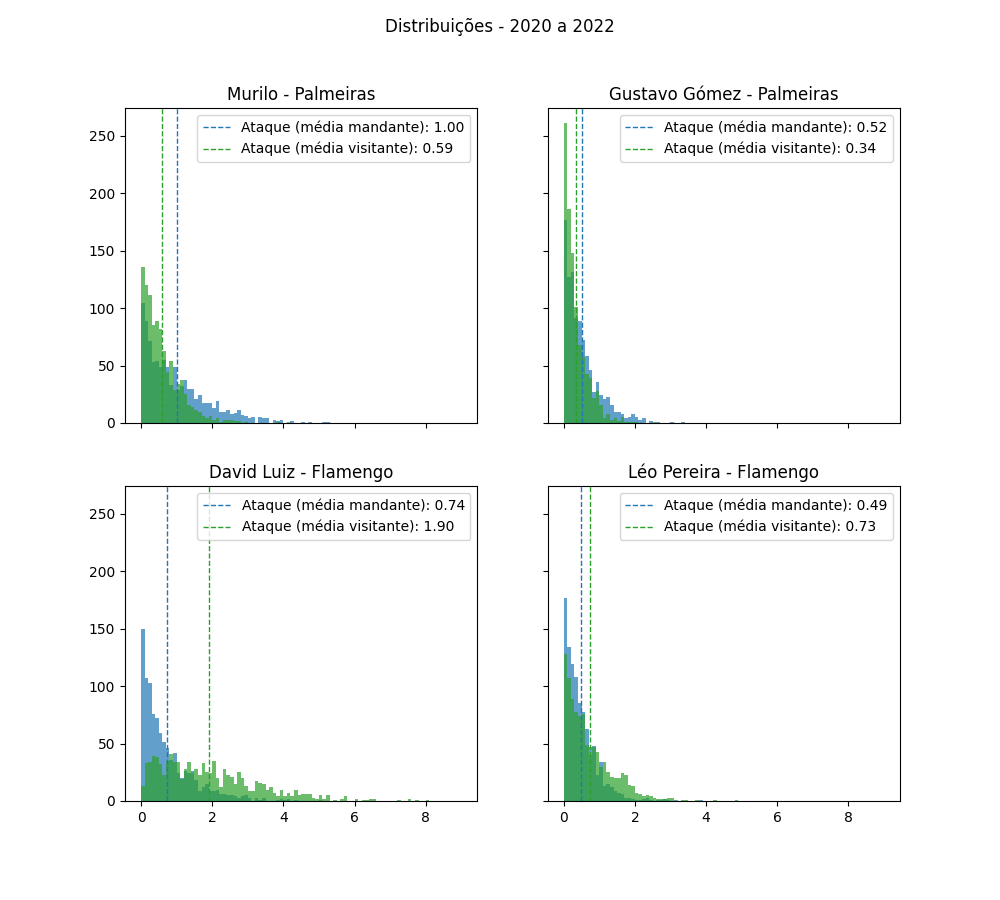 Distribuições - 2020 a 2022
Murilo - Palmeiras
Ataque (média mandante): 1.00
Ataque (média visitante): 0.59
250
200
150
100
50
0
Gustavo Gómez - Palmeiras
Ataque (média mandante): 0.52
Ataque (média visitante): 0.34
David Luiz - Flamengo
Ataque (média mandante): 0.74
Ataque (média visitante): 1.90
250
200
150
100
50
0
0 2 4 6 8
Léo Pereira - Flamengo
Ataque (média mandante): 0.49
Ataque (média visitante): 0.73
0 2 4 6 8